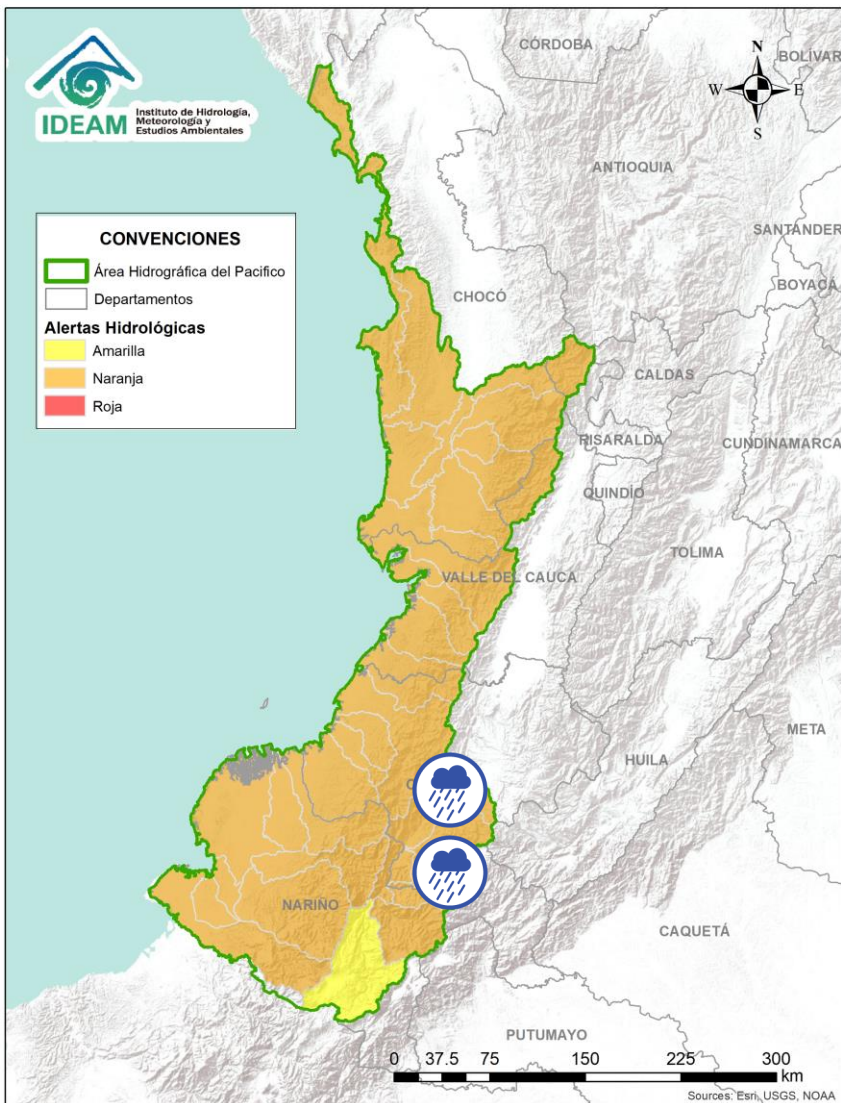 IDEAM
Instituto de Hidrología,
Meteorología y
Estudios Ambientales
CONVENCIONES
Área Hidrográfica del Pacifico
Departamentos
Alertas Hidrológicas
Amarilla
Naranja
Roja
N
W
E
S
CÓRDOBA
BOLÍVAR
ANTIOQUIA
SANTANDER
BOYACÁ
CHOCÓ
CALDAS
RISARALDA
CUNDINAMARCA
QUINDÍO
TOLIMA
VALLE DEL CAUCA
META
HUILA
NARIÑO
CAQUETÁ
PUTUMAYO
0 37.5 75 150 225 300
km
Sources: Esri, USGS, NOAA